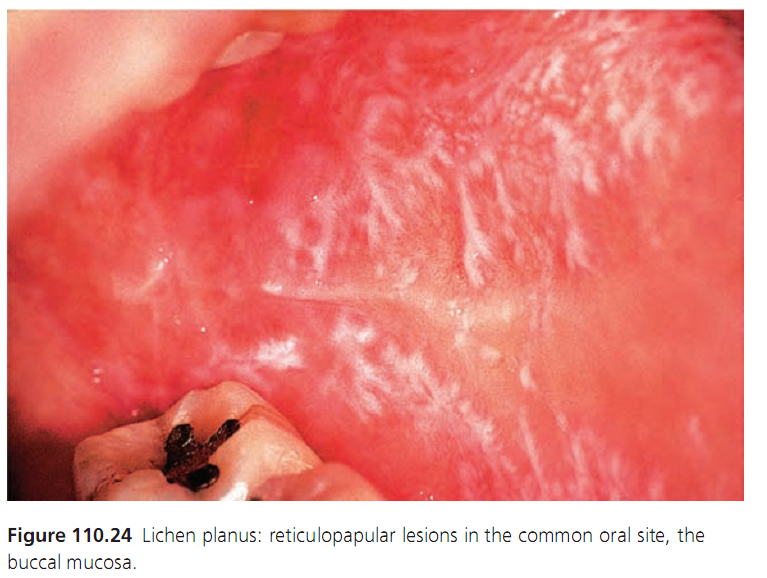 Figure 110.24 Lichen planus: reticulopapular lesions in the common oral site, the
buccal mucosa.